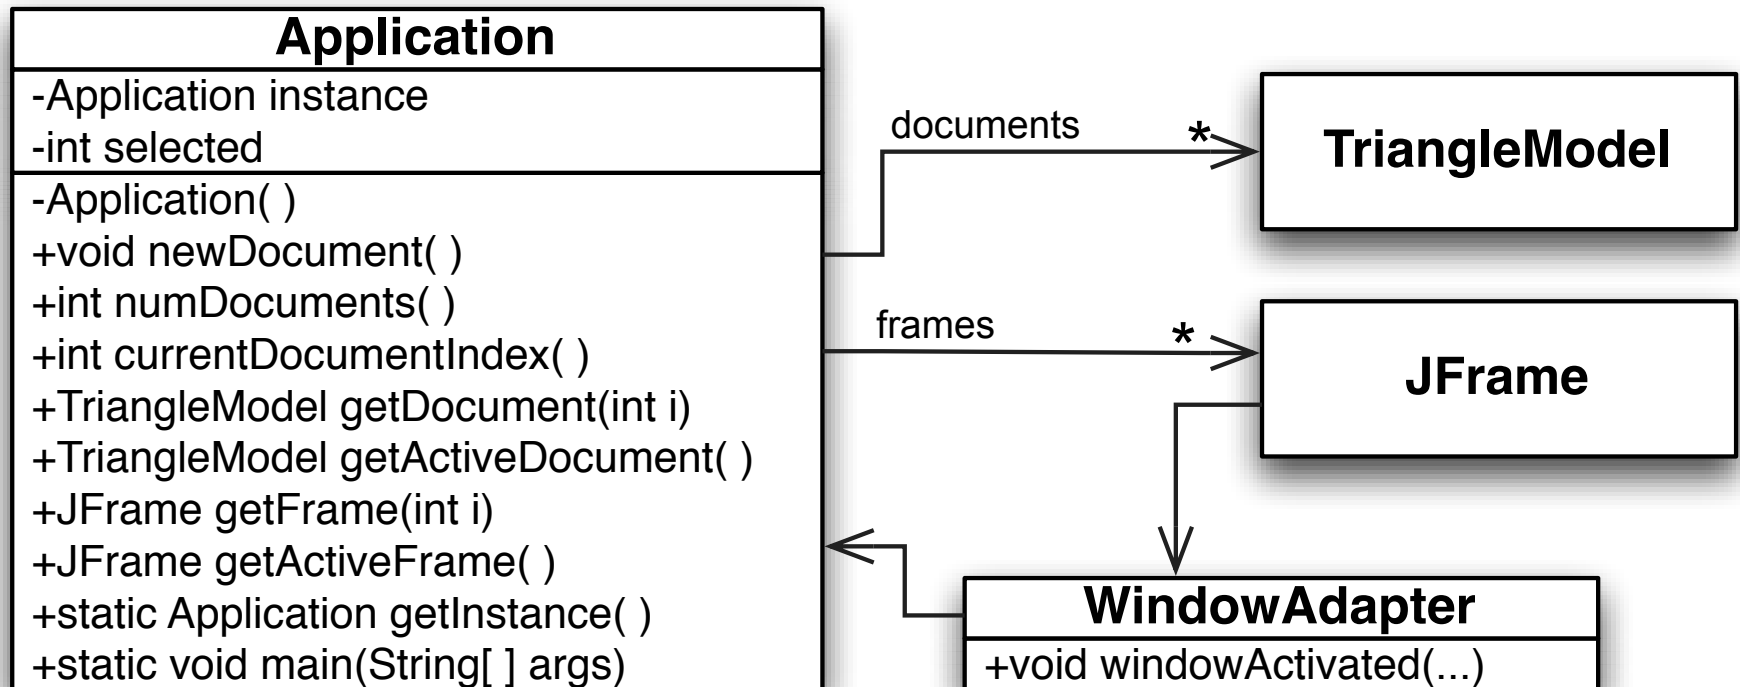 Application
-Application instance
-int selected
-Application( )
+void newDocument( )
+int numDocuments( )
+int currentDocumentIndex( )
+TriangleModel getDocument(int i)
+TriangleModel getActiveDocument( )
+JFrame getFrame(int i)
+JFrame getActiveFrame( )
+static Application getInstance( )
+static void main(String[ ] args)
documents *
TriangleModel
frames *
JFrame
WindowAdapter
+void windowActivated(...)